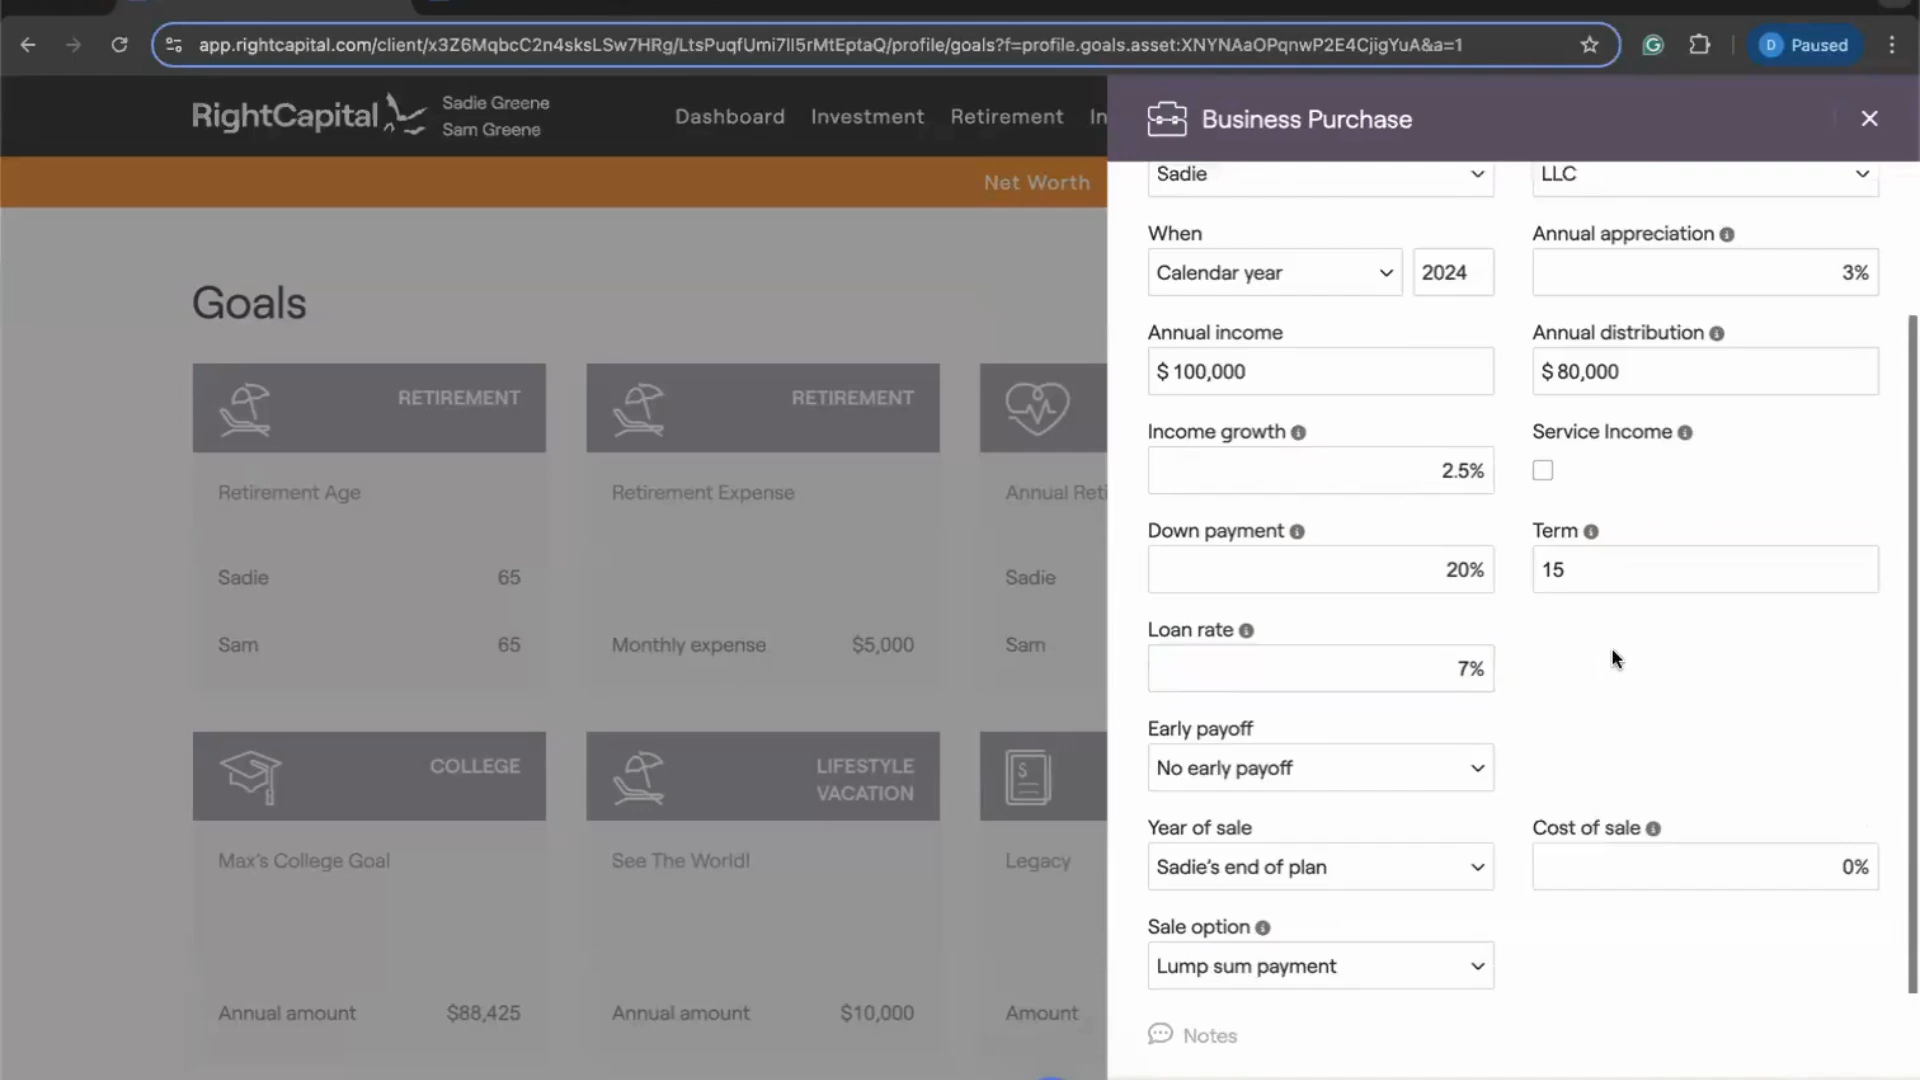 app.rightcapital.com/client/x3Z6MqbcC2n4sksLSw7HRg/LtsPuqfUmi7ll5rMtEptaQ/profile/goals?f=profile.goals.asset:XNYNAaOPqnwP2E4CjigYuA&a=1
D Paused
RightCapital
Sadie Greene
Sam Greene
Dashboard Investment Retirement In
Net Worth
Goals
RETIREMENT
Retirement Age
Sadie 65
Sam 65
RETIREMENT
Retirement Expense
Monthly expense $5,000
Annual Reti
Sadie
Sam
COLLEGE
Max's College Goal
Annual amount $88,425
LIFESTYLE
VACATION
See The World!
Annual amount $10,000
Legacy
Amount
Business Purchase
Sadie LLC
When Annual appreciation
Calendar year 2024 3%
Annual income Annual distribution
$ 100,000 $ 80,000
Income growth Service Income
2.5%
Down payment Term
20% 15
Loan rate
7%
Early payoff
No early payoff
Year of sale Cost of sale
Sadie's end of plan 0%
Sale option
Lump sum payment
Notes